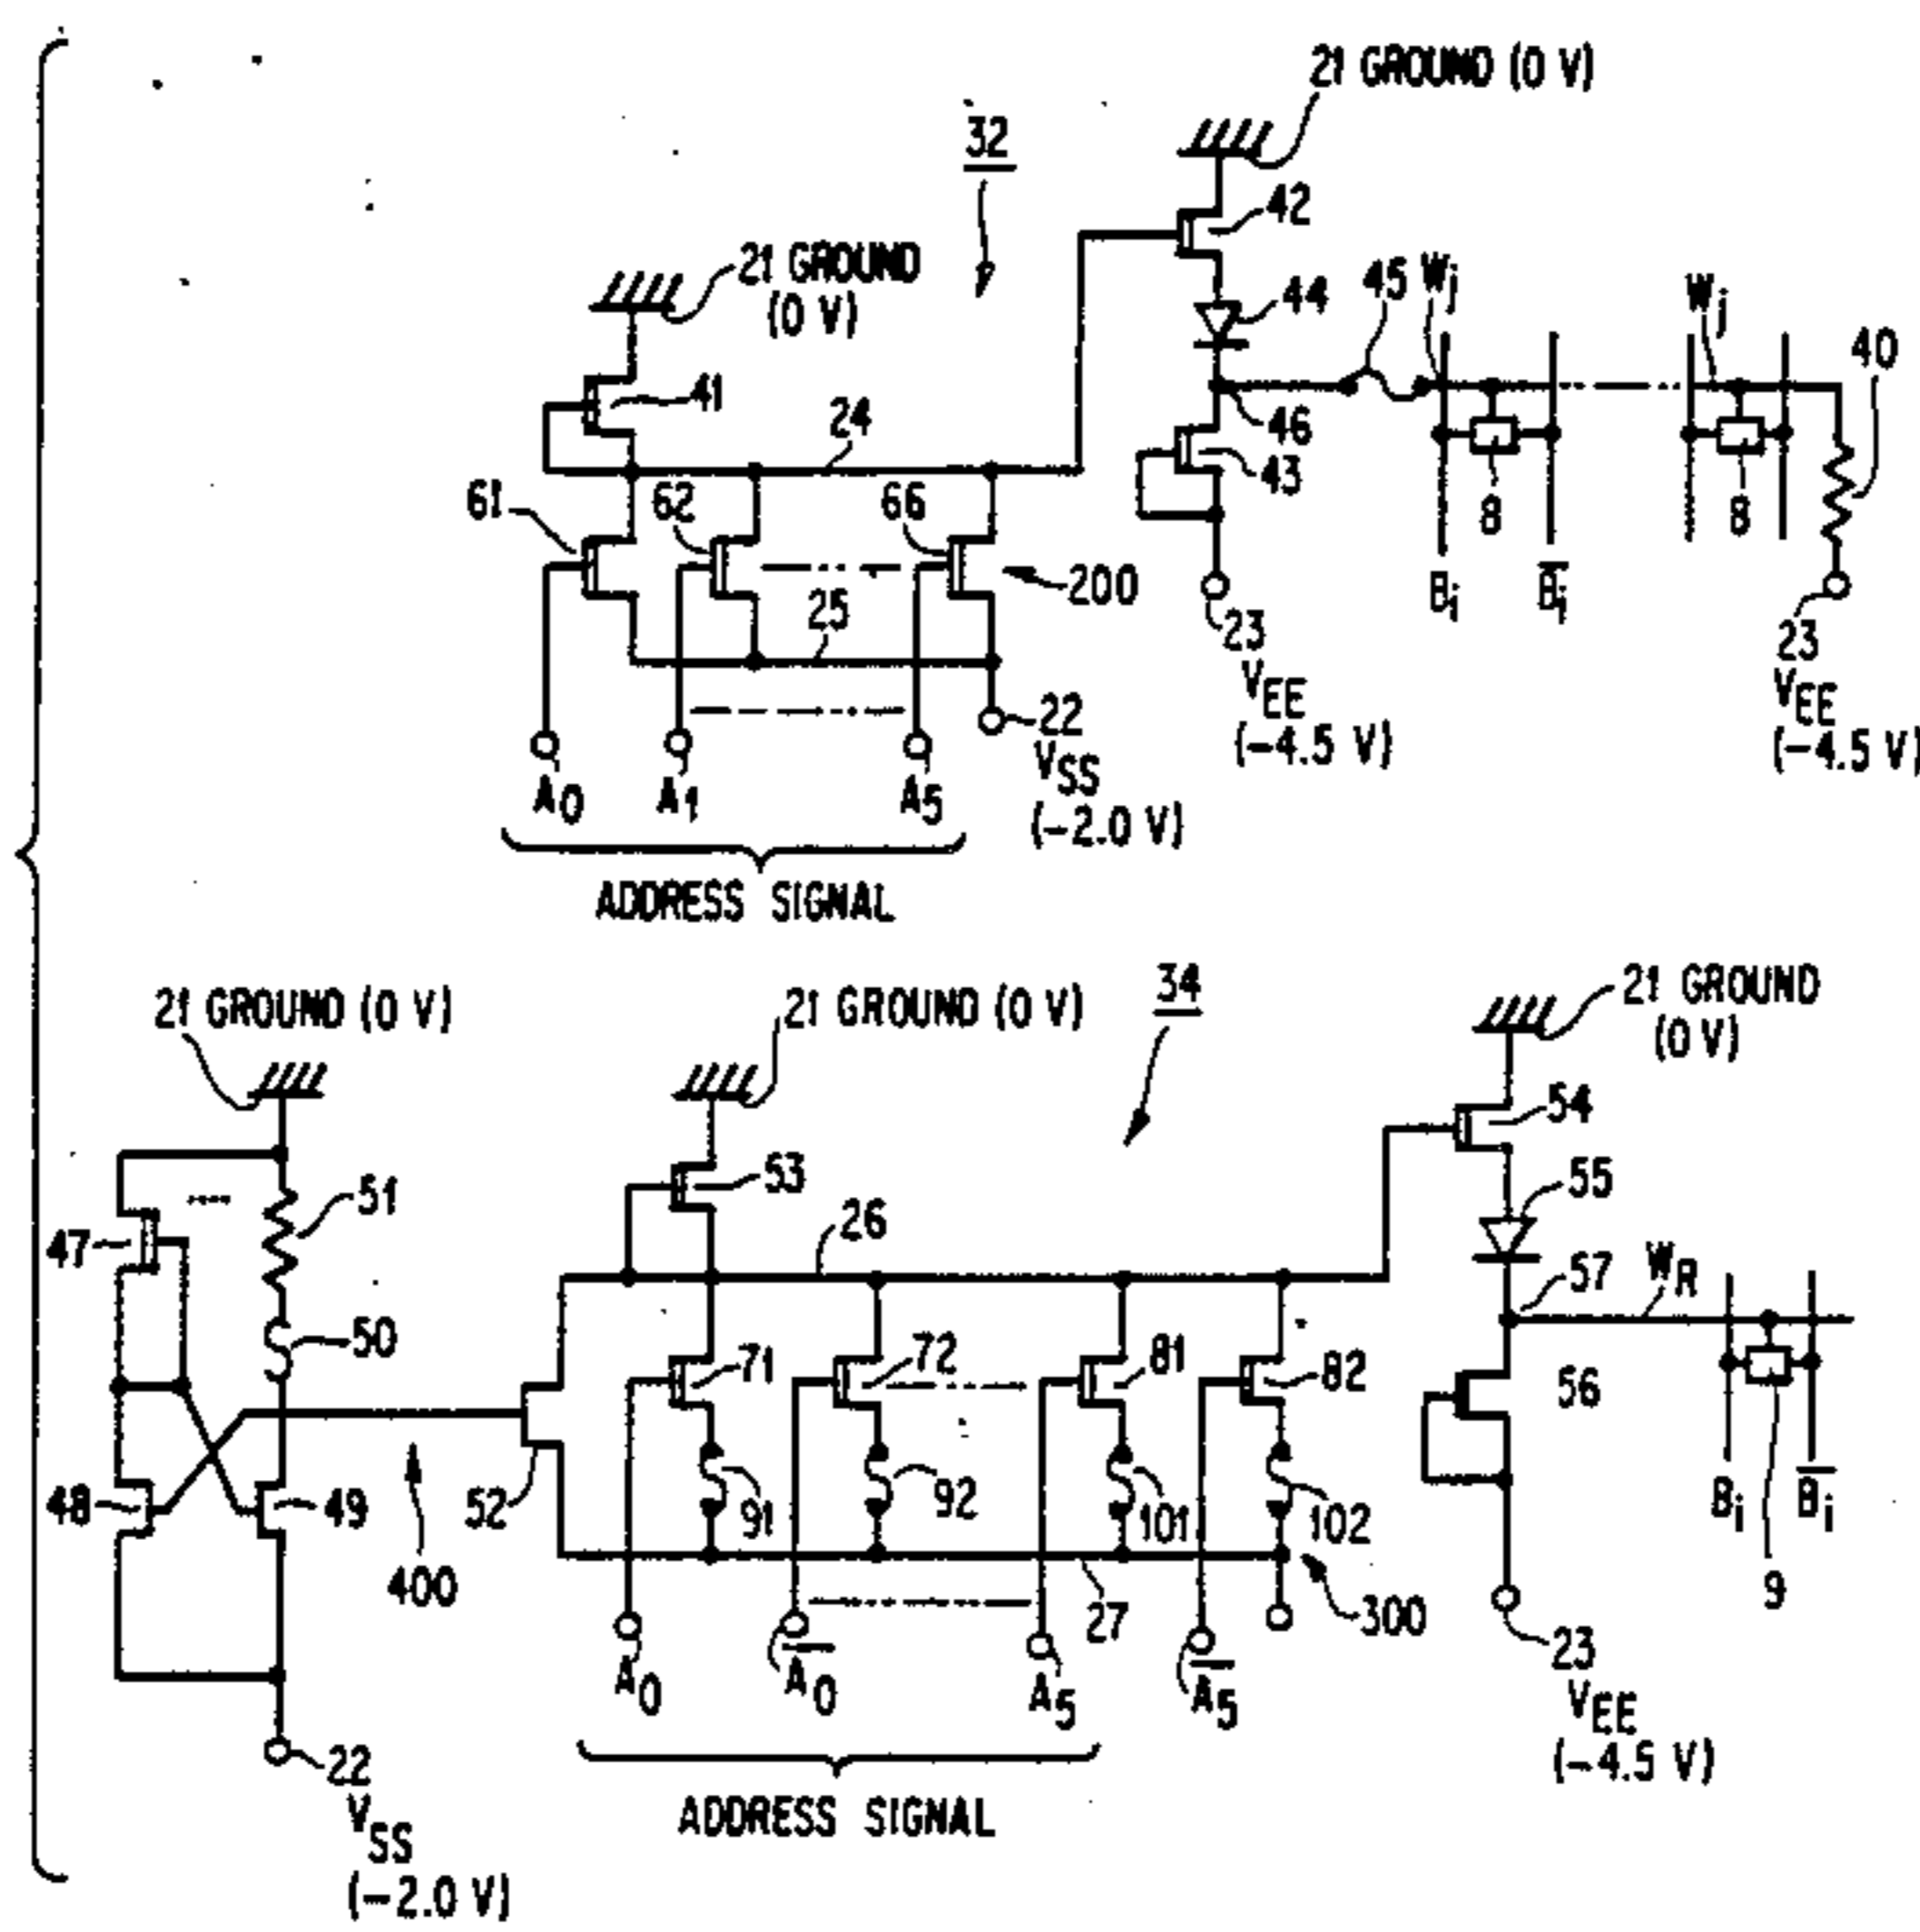 21 GROUND (0 V)
32
42
21 GROUND
(0 V)
44
45
Wj
Wj
40
41
24
46
43
61
62
66
8
8
200
25
Bi
B̅i
23
VEE
(-4.5 V)
23
VEE
(-4.5 V)
22
VSS
(-2.0 V)
A0
A1
A5
ADDRESS SIGNAL
34
21 GROUND (0 V)
21 GROUND (0 V)
21 GROUND
(0 V)
54
53
51
55
26
47
57
WR
50
71
72
81
82
56
48
49
52
91
92
101
102
Bi
B̅i
400
27
300
9
A0
A̅0
A5
A̅5
23
VEE
(-4.5 V)
22
VSS
(-2.0 V)
ADDRESS SIGNAL